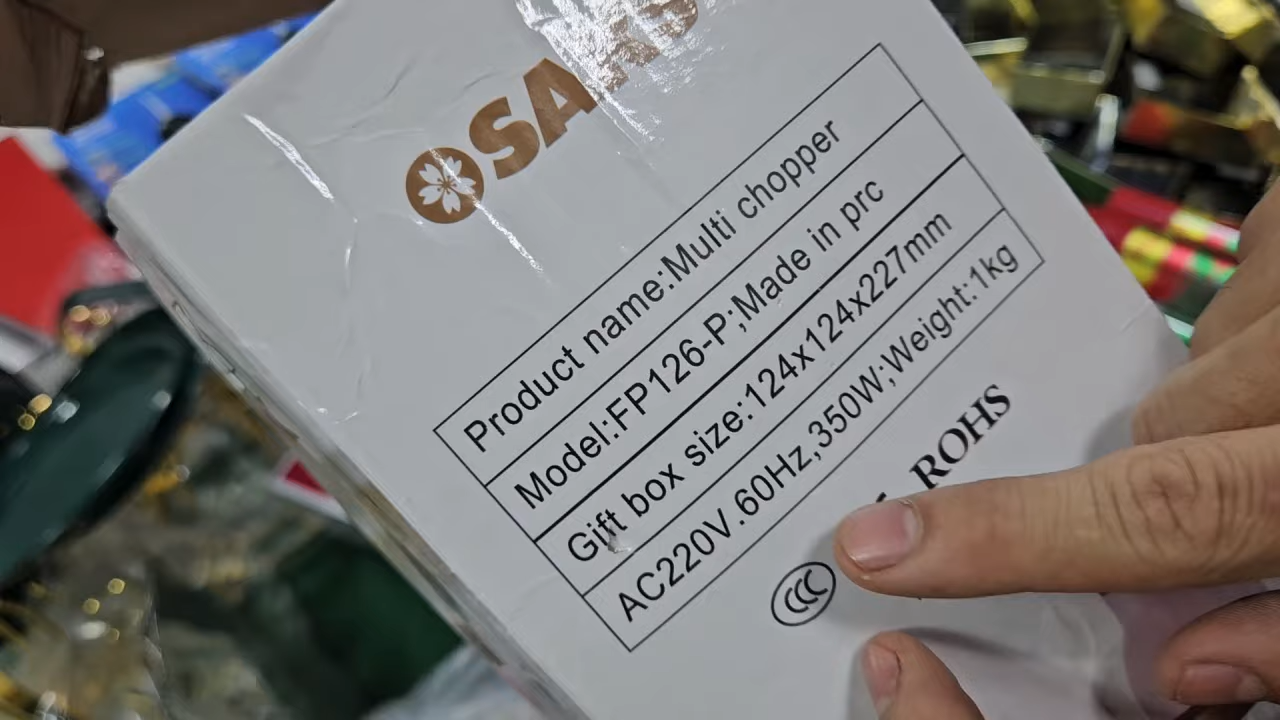 Product name:Multi chopper
Model:FP126-P;Made in prc
Gift box size:124x124x227mm
AC220V.60Hz,350W;Weight:1kg
ROHS
CCC